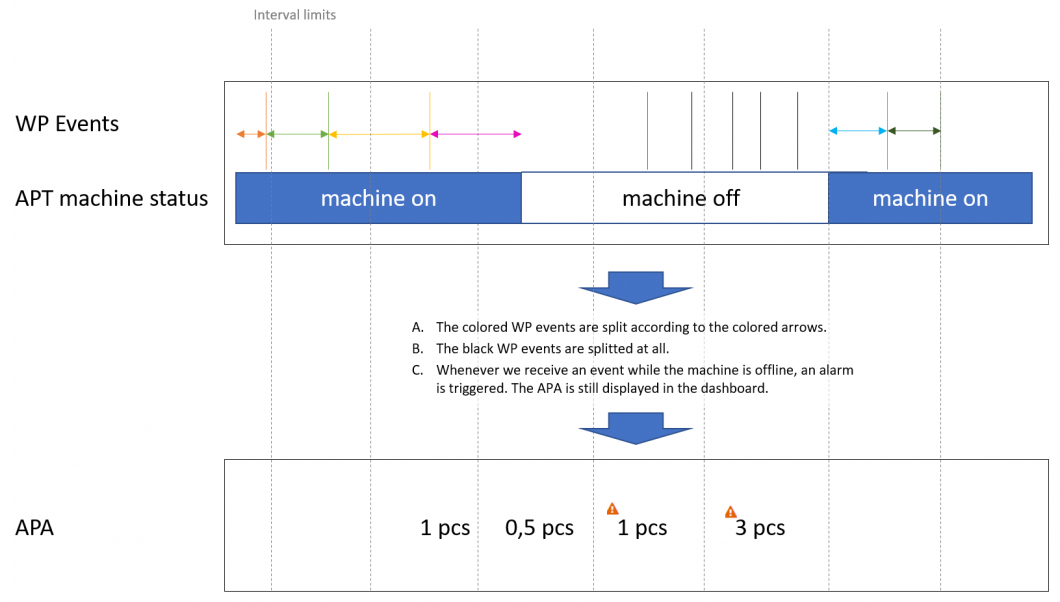 Interval limits
WP Events
APT machine status
machine on
machine off
machine on
A. The colored WP events are split according to the colored arrows.
B. The black WP events are splitted at all.
C. Whenever we receive an event while the machine is offline, an alarm
is triggered. The APA is still displayed in the dashboard.
APA
1 pcs
0,5 pcs
1 pcs
3 pcs